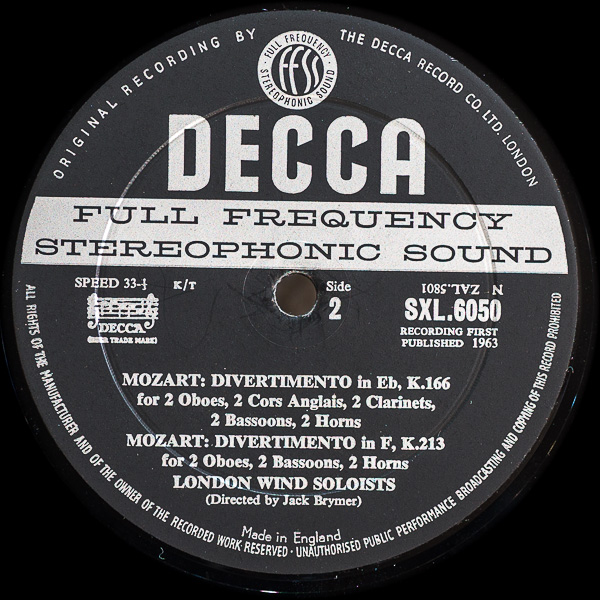 ORIGINAL RECORDING BY THE DECCA RECORD CO. LTD. LONDON
FULL FREQUENCY
FFSS
STEREOPHONIC SOUND
DECCA
FULL FREQUENCY
STEREOPHONIC SOUND
SPEED 33-⅓ K/T
DECCA
(REGD TRADE MARK)
Side
2
N ZAL.5801
SXL.6050
RECORDING FIRST
PUBLISHED 1963
MOZART: DIVERTIMENTO in Eb, K.166
for 2 Oboes, 2 Cors Anglais, 2 Clarinets,
2 Bassoons, 2 Horns
MOZART: DIVERTIMENTO in F, K.213
for 2 Oboes, 2 Bassoons, 2 Horns
LONDON WIND SOLOISTS
(Directed by Jack Brymer)
Made in England
ALL RIGHTS OF THE MANUFACTURER AND OF THE OWNER OF THE RECORDED WORK RESERVED · UNAUTHORISED PUBLIC PERFORMANCE BROADCASTING AND COPYING OF THIS RECORD PROHIBITED